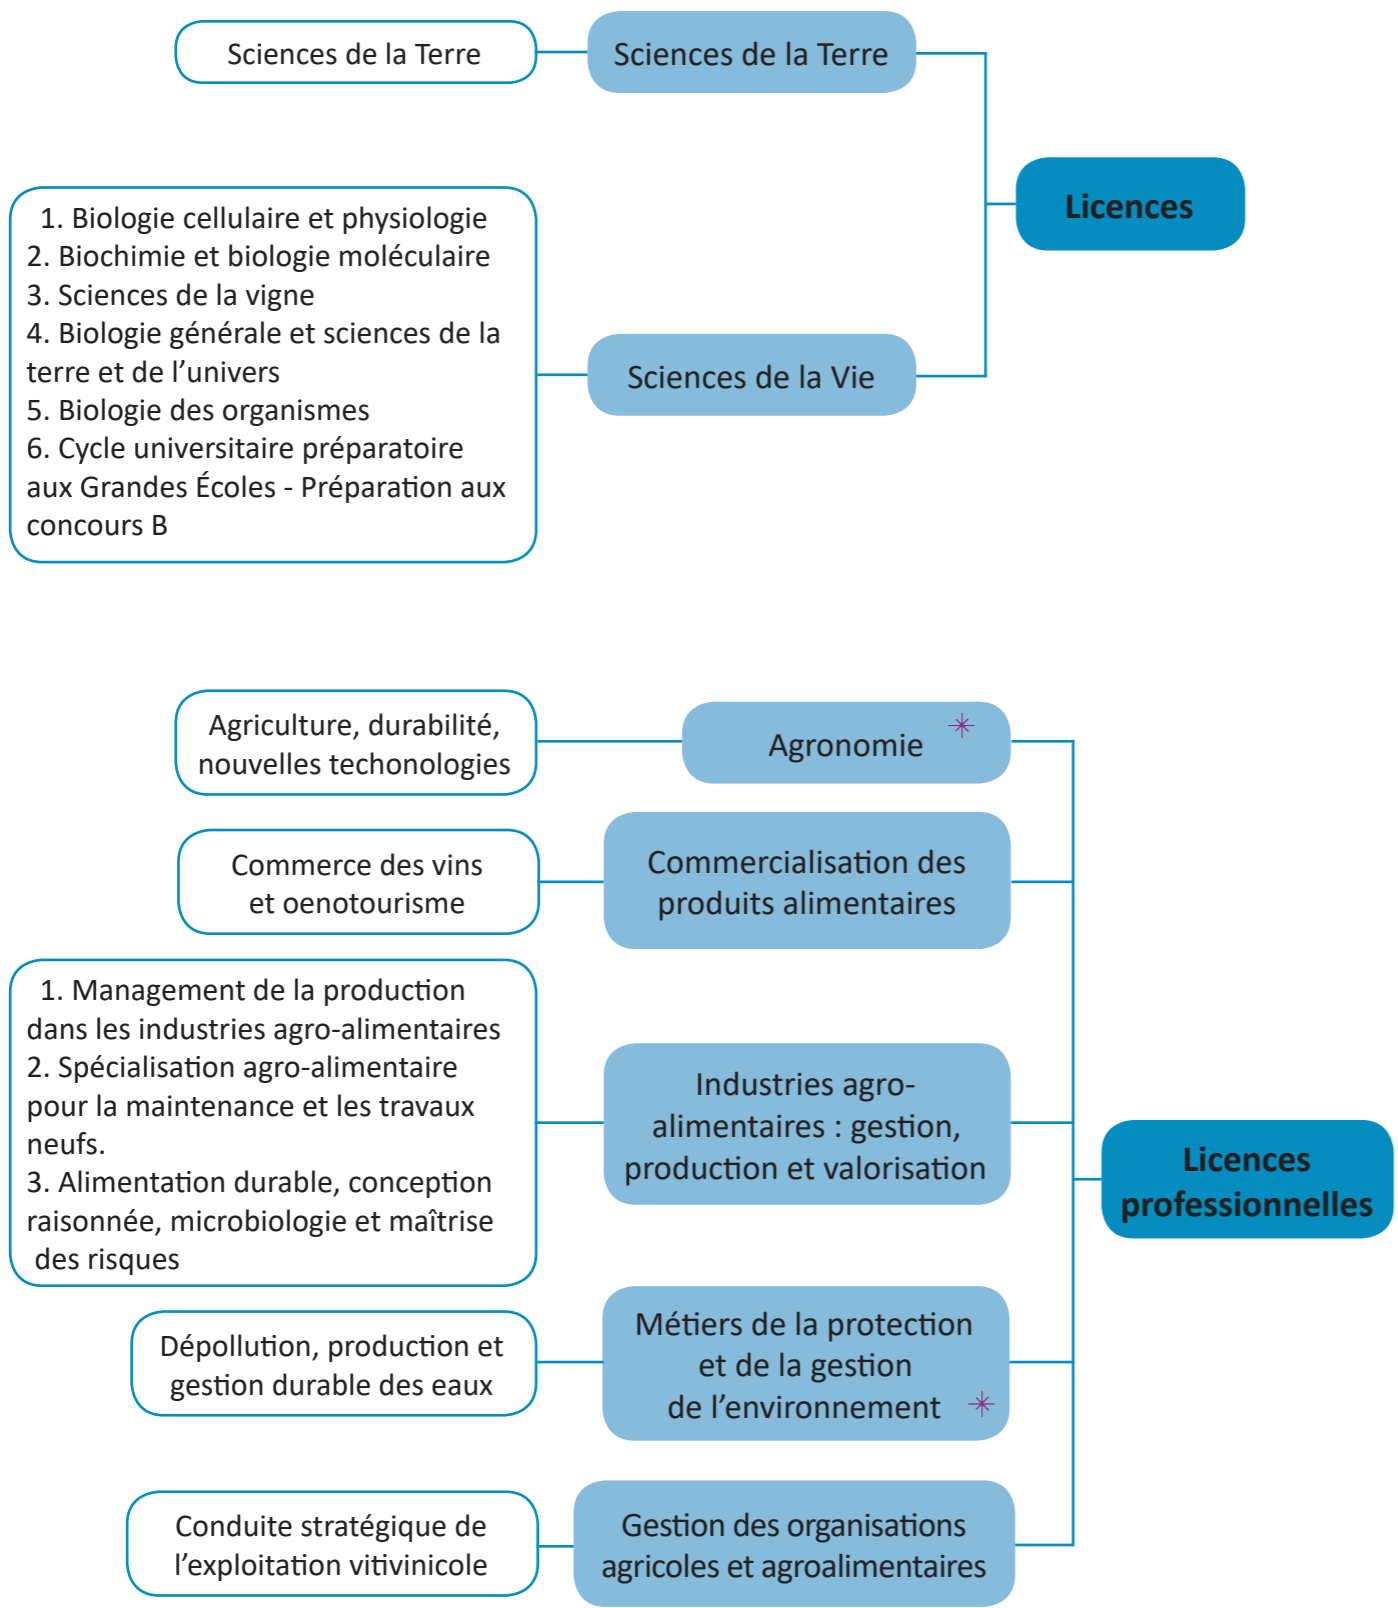 Sciences de la Terre
Sciences de la Terre
Licences
1. Biologie cellulaire et physiologie
2. Biochimie et biologie moléculaire
3. Sciences de la vigne
4. Biologie générale et sciences de la
terre et de l’univers
5. Biologie des organismes
6. Cycle universitaire préparatoire
aux Grandes Écoles - Préparation aux
concours B
Sciences de la Vie
Agriculture, durabilité,
nouvelles techonologies
Agronomie
Commerce des vins
et oenotourisme
Commercialisation des
produits alimentaires
1. Management de la production
dans les industries agro-alimentaires
2. Spécialisation agro-alimentaire
pour la maintenance et les travaux
neufs.
3. Alimentation durable, conception
raisonnée, microbiologie et maîtrise
des risques
Industries agro-
alimentaires : gestion,
production et valorisation
Licences
professionnelles
Dépollution, production et
gestion durable des eaux
Métiers de la protection
et de la gestion
de l’environnement
Conduite stratégique de
l’exploitation vitivinicole
Gestion des organisations
agricoles et agroalimentaires